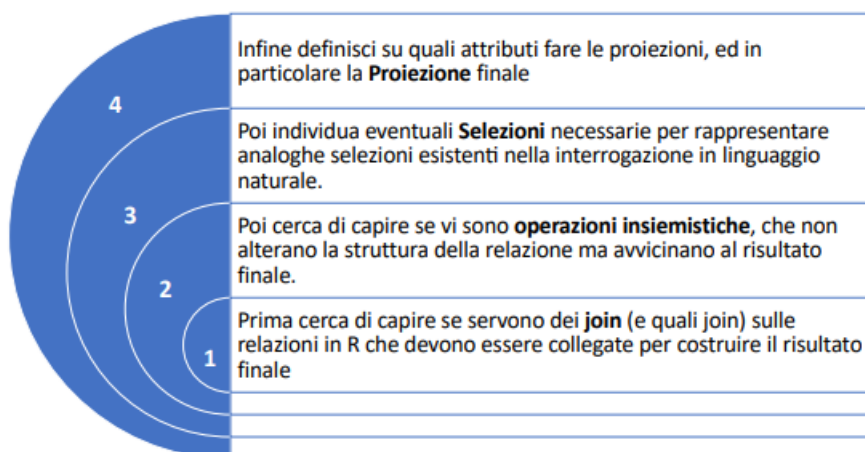 4
Infine definisci su quali attributi fare le proiezioni, ed in
particolare la Proiezione finale
3
Poi individua eventuali Selezioni necessarie per rappresentare
analoghe selezioni esistenti nella interrogazione in linguaggio
naturale.
2
Poi cerca di capire se vi sono operazioni insiemistiche, che non
alterano la struttura della relazione ma avvicinano al risultato
finale.
1
Prima cerca di capire se servono dei join (e quali join) sulle
relazioni in R che devono essere collegate per costruire il risultato
finale